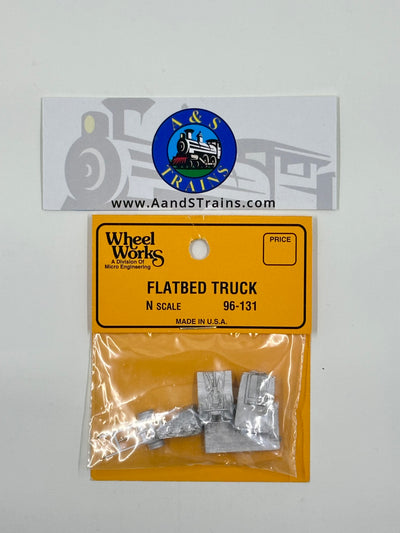 A & S
TRAINS
www.AandSTrains.com
Wheel
Works
A Division Of
Micro Engineering
PRICE
FLATBED TRUCK
N SCALE 96-131
MADE IN U.S.A.